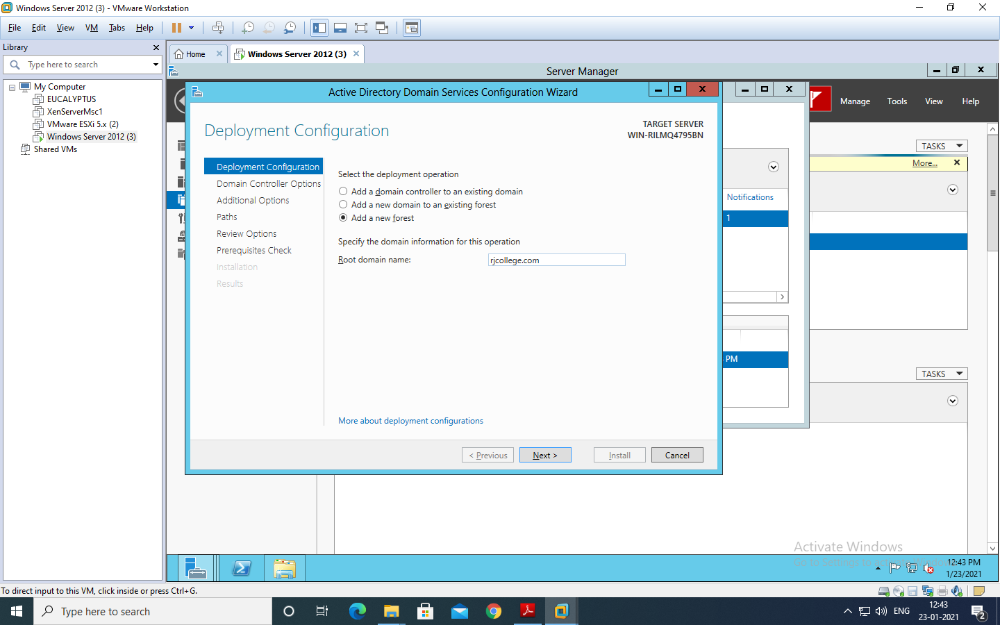 Windows Server 2012 (3) - VMware Workstation
File Edit View VM Tabs Help
Library
Type here to search
My Computer
EUCALYPTUS
XenServerMsc1
VMware ESXi 5.x (2)
Windows Server 2012 (3)
Shared VMs
Home
Windows Server 2012 (3)
Server Manager
Manage Tools View Help
Active Directory Domain Services Configuration Wizard
Deployment Configuration
TARGET SERVER
WIN-RILMQ4795BN
Deployment Configuration
Domain Controller Options
Additional Options
Paths
Review Options
Prerequisites Check
Installation
Results
Select the deployment operation
Add a domain controller to an existing domain
Add a new domain to an existing forest
Add a new forest
Specify the domain information for this operation
Root domain name: rjcollege.com
More about deployment configurations
< Previous
Next >
Install
Cancel
Notifications
1
PM
TASKS
More...
TASKS
Activate Windows
12:43 PM
1/23/2021
To direct input to this VM, click inside or press Ctrl+G.
Type here to search
ENG
12:43
23-01-2021
2